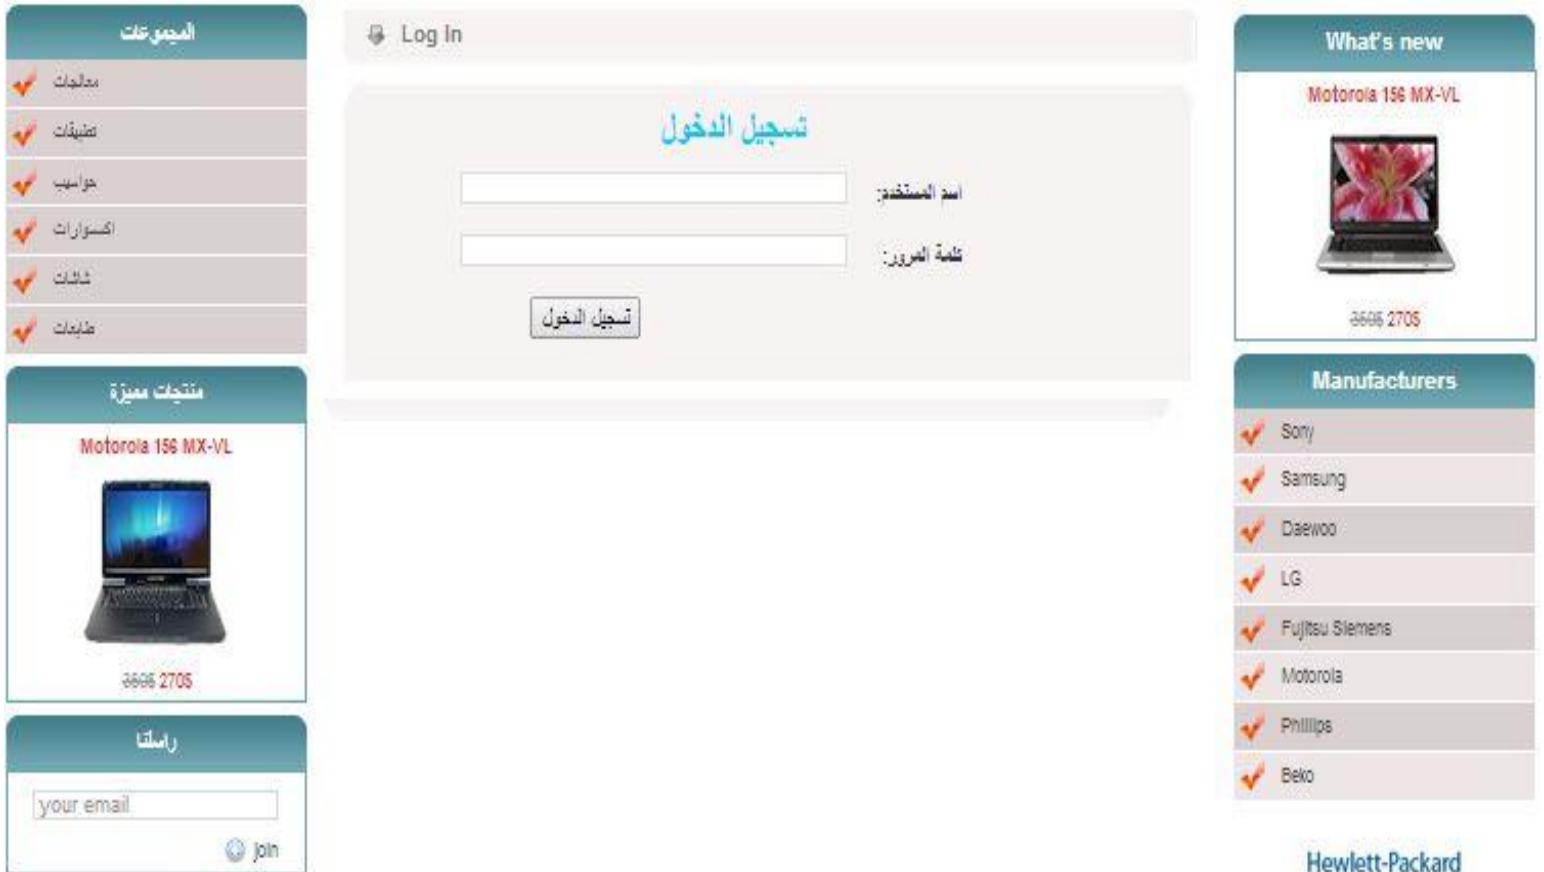 المجموعات
معالجات
تطبيقات
حواسيب
اكسسوارات
شاشات
طابعات
منتجات مميزة
Motorola 156 MX-VL
350$ 270$
راسلنا
your email
join
Log In
تسجيل الدخول
اسم المستخدم:
كلمة المرور:
تسجيل الدخول
What's new
Motorola 156 MX-VL
350$ 270$
Manufacturers
Sony
Samsung
Daewoo
LG
Fujitsu Siemens
Motorola
Phillips
Beko
Hewlett-Packard